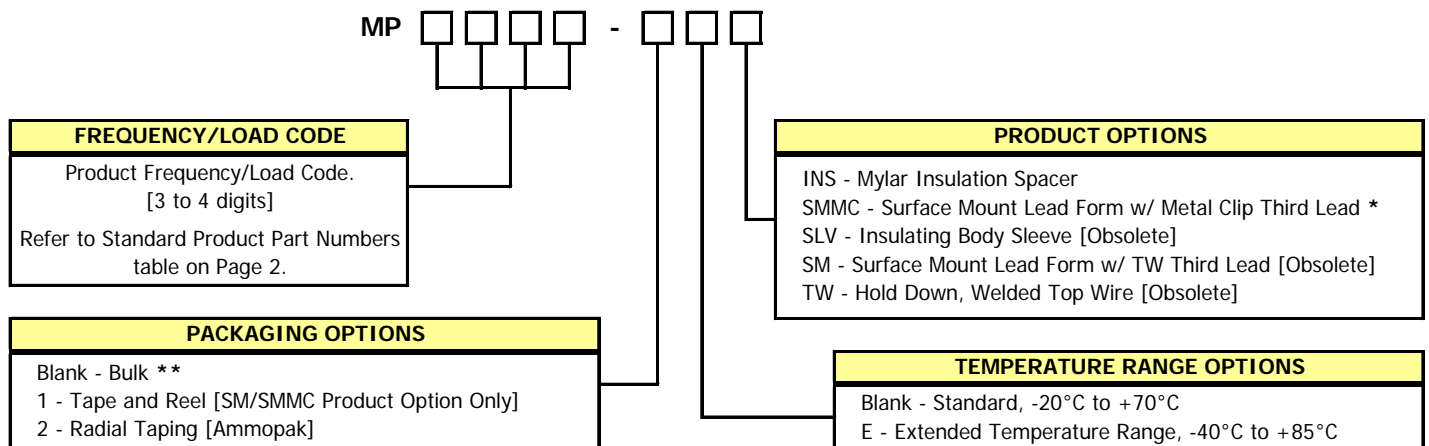 MP -
FREQUENCY/LOAD CODE
Product Frequency/Load Code.
[3 to 4 digits]
Refer to Standard Product Part Numbers
table on Page 2.
PRODUCT OPTIONS
INS - Mylar Insulation Spacer
SMMC - Surface Mount Lead Form w/ Metal Clip Third Lead *
SLV - Insulating Body Sleeve [Obsolete]
SM - Surface Mount Lead Form w/ TW Third Lead [Obsolete]
TW - Hold Down, Welded Top Wire [Obsolete]
PACKAGING OPTIONS
Blank - Bulk **
1 - Tape and Reel [SM/SMMC Product Option Only]
2 - Radial Taping [Ammopak]
TEMPERATURE RANGE OPTIONS
Blank - Standard, -20°C to +70°C
E - Extended Temperature Range, -40°C to +85°C